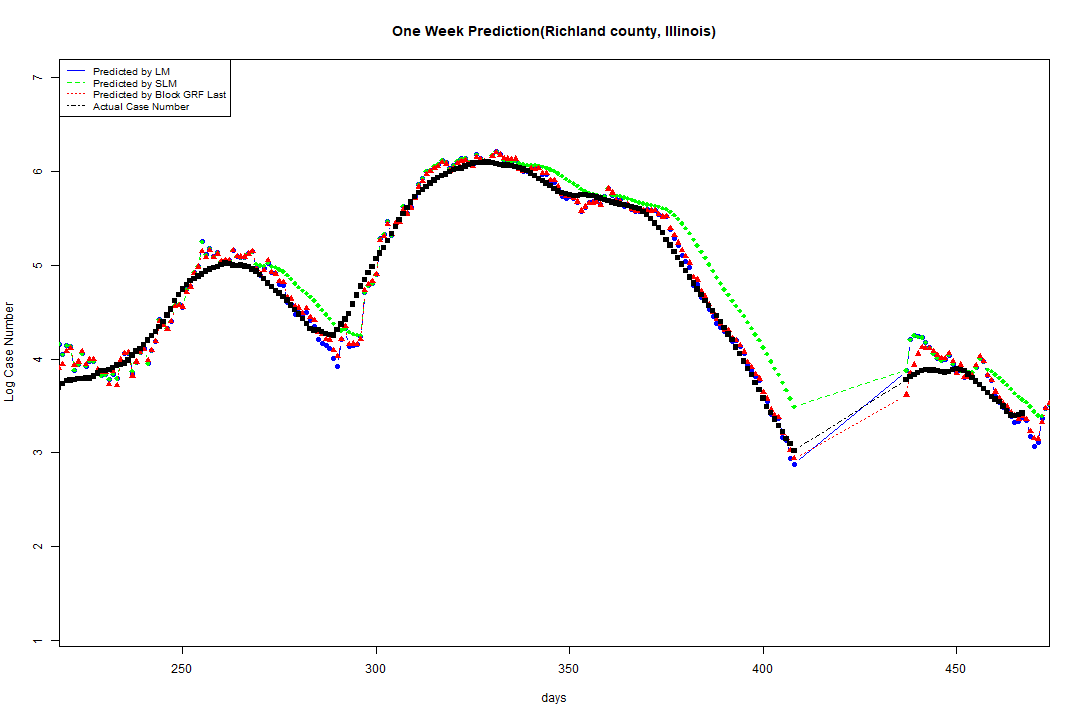 One Week Prediction(Richland county, Illinois)
Predicted by LM
Predicted by SLM
Predicted by Block GRF Last
Actual Case Number
Log Case Number
7
6
5
4
3
2
1
250 300 350 400 450
days